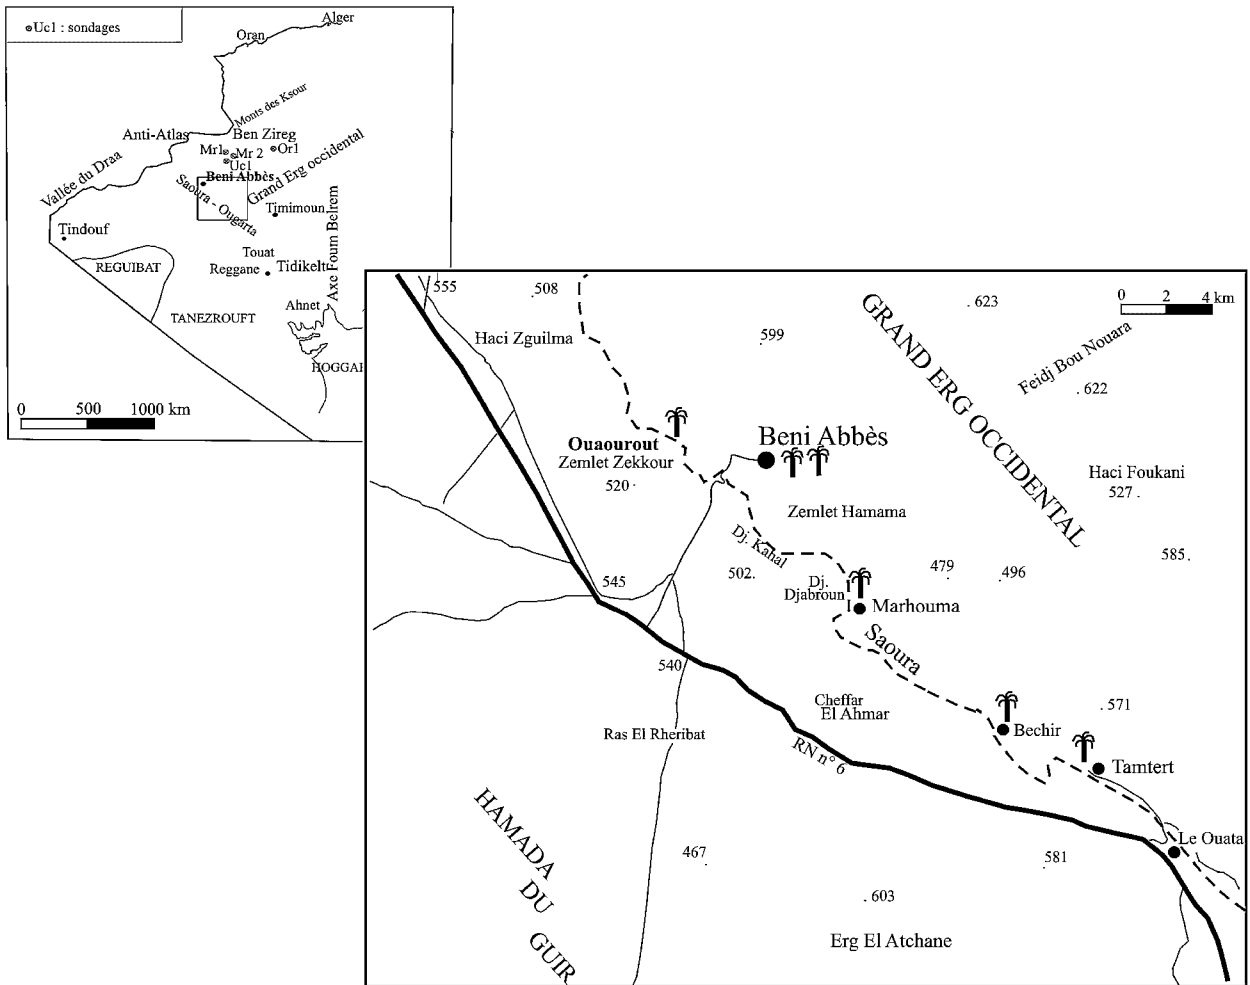 Uc1 : sondages
Alger
Oran
Monts des Ksour
Anti-Atlas
Ben Zireg
Mr1
Mr 2
Or1
Uc1
Vallée du Draa
Beni Abbès
Grand Erg occidental
Saoura - Ougarta
Timimoun
Tindouf
Touat
REGUIBAT
Reggane
Tidikelt
Axe Foum Belrem
Ahnet
TANEZROUFT
HOGGAR
0 500 1000 km
555
508
623
0 2 4 km
Haci Zguilma
599
GRAND ERG OCCIDENTAL
Feidj Bou Nouara
622
Ouaourout
Zemlet Zekkour
Beni Abbès
520
Haci Foukani
527
Zemlet Hamama
Dj. Kahal
585
502
479
496
545
Dj.
Djabroun
Marhouma
Saoura
540
Cheffar
El Ahmar
571
Ras El Rheribat
Bechir
RN n° 6
Tamtert
HAMADA
DU
GUIR
Le Ouata
467
581
603
Erg El Atchane